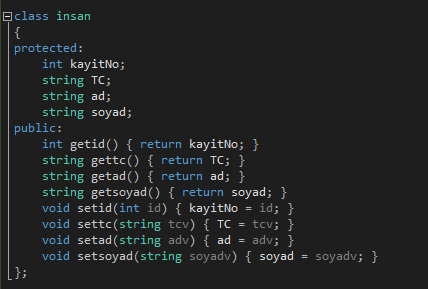 class insan
{
protected:
    int kayitNo;
    string TC;
    string ad;
    string soyad;
public:
    int getid() { return kayitNo; }
    string gettc() { return TC; }
    string getad() { return ad; }
    string getsoyad() { return soyad; }
    void setid(int id) { kayitNo = id; }
    void settc(string tcv) { TC = tcv; }
    void setad(string adv) { ad = adv; }
    void setsoyad(string soyadv) { soyad = soyadv; }
};